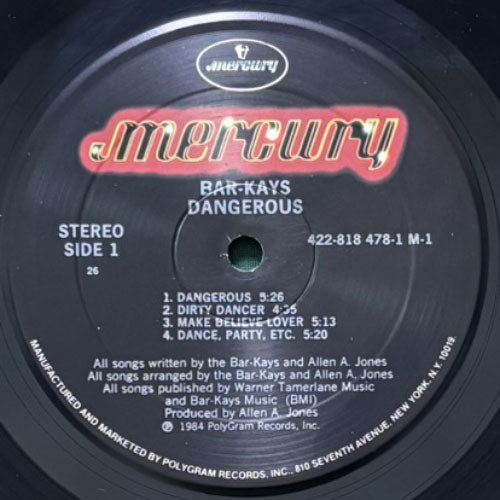 mercury
mercury
BAR-KAYS
DANGEROUS
STEREO
SIDE 1
26
422-818 478-1 M-1
1. DANGEROUS 5:26
2. DIRTY DANCER 4:35
3. MAKE BELIEVE LOVER 5:13
4. DANCE, PARTY, ETC. 5:20
All songs written by the Bar-Kays and Allen A. Jones
All songs arranged by the Bar-Kays and Allen A. Jones
All songs published by Warner Tamerlane Music
and Bar-Kays Music (BMI)
Produced by Allen A. Jones
℗ 1984 PolyGram Records, Inc.
MANUFACTURED AND MARKETED BY POLYGRAM RECORDS, INC., 810 SEVENTH AVENUE, NEW YORK, N.Y. 10019.